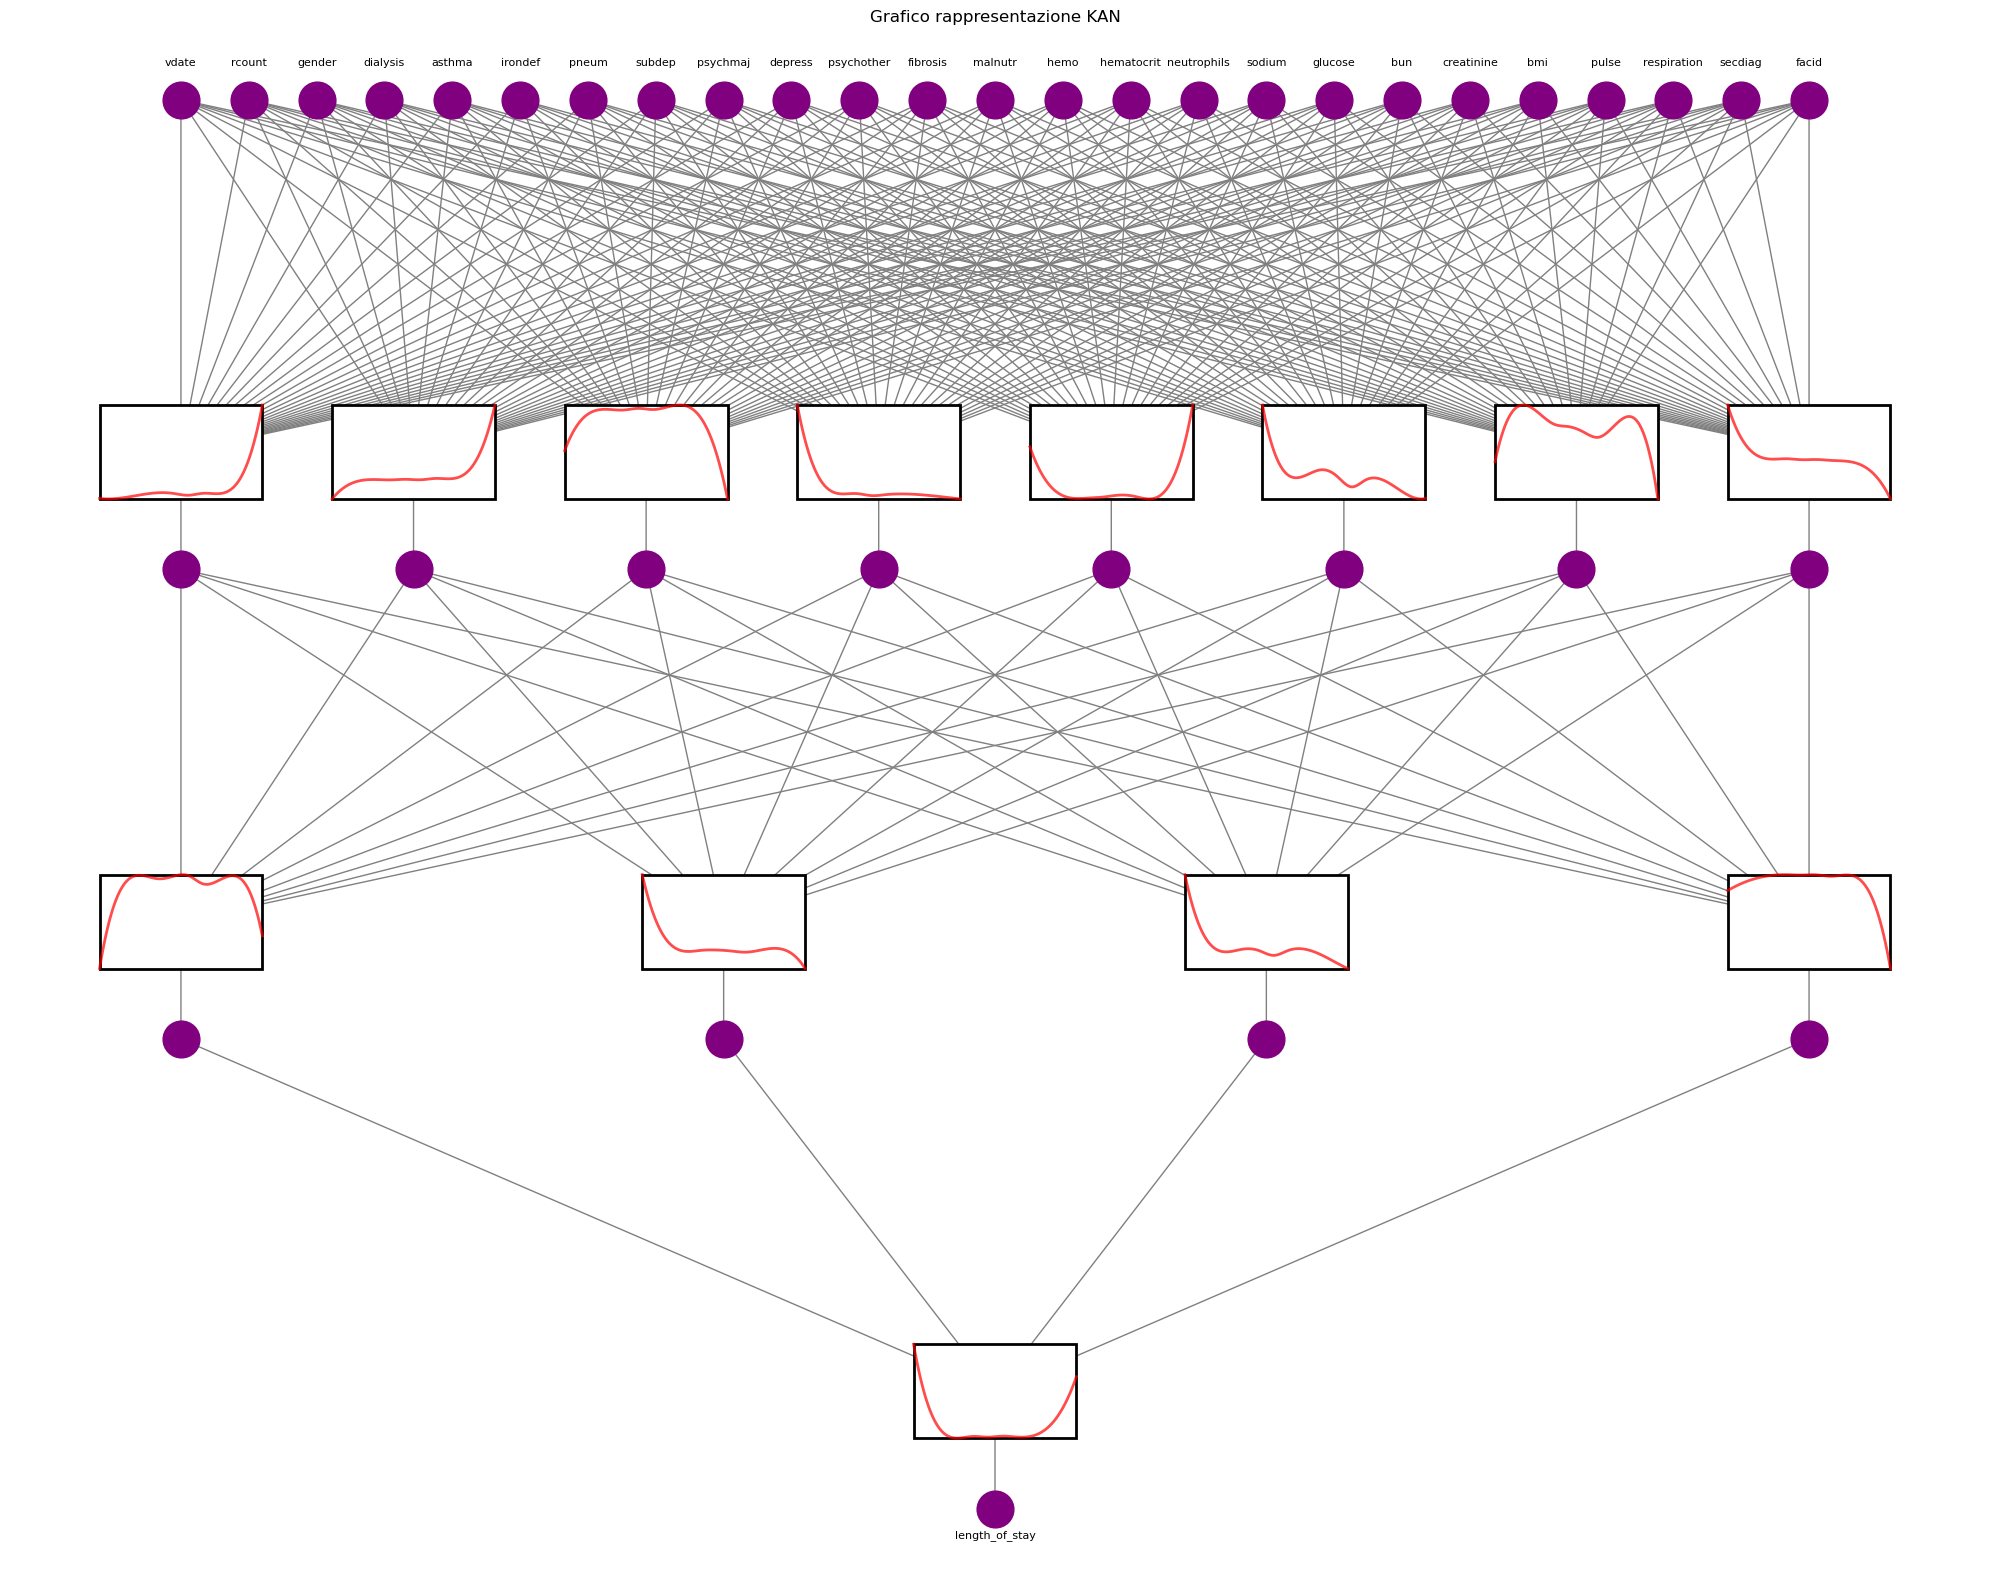 Grafico rappresentazione KAN
vdate rcount gender dialysis asthma irondef pneum subdep psychmaj depress psychother fibrosis malnutr hemo hematocrit neutrophils sodium glucose bun creatinine bmi pulse respiration secdiag facid
length_of_stay